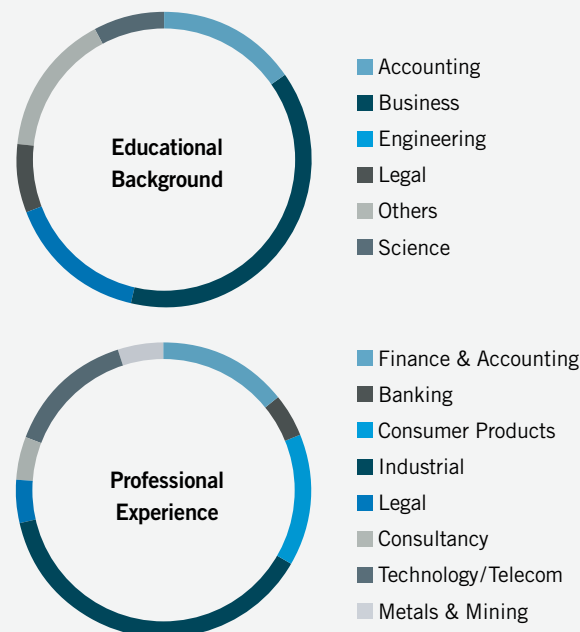 Educational
Background
Accounting
Business
Engineering
Legal
Others
Science
Professional
Experience
Finance & Accounting
Banking
Consumer Products
Industrial
Legal
Consultancy
Technology/Telecom
Metals & Mining